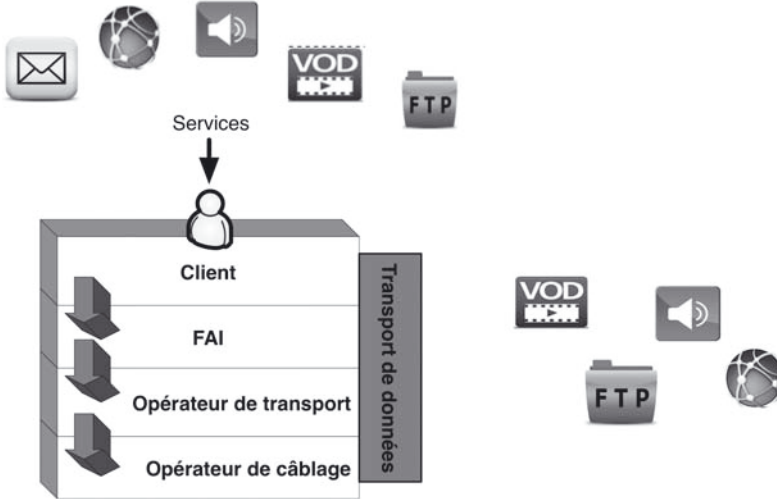 VOD
FTP
Services
Client
FAI
Opérateur de transport
Opérateur de câblage
Transport de données
VOD
FTP